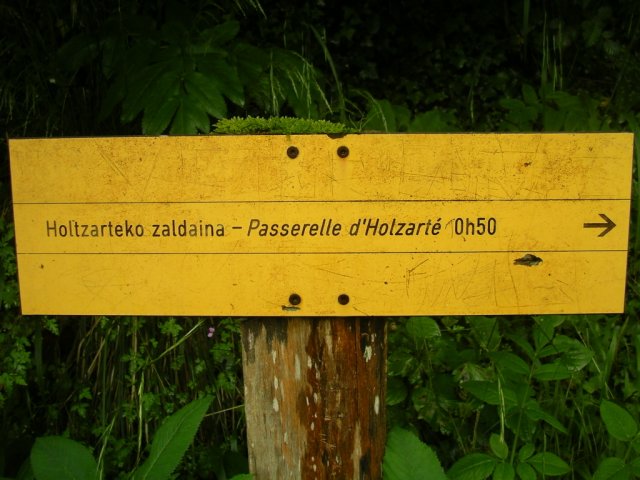 Holtzarteko zaldaina – Passerelle d'Holzarté 0h50 →